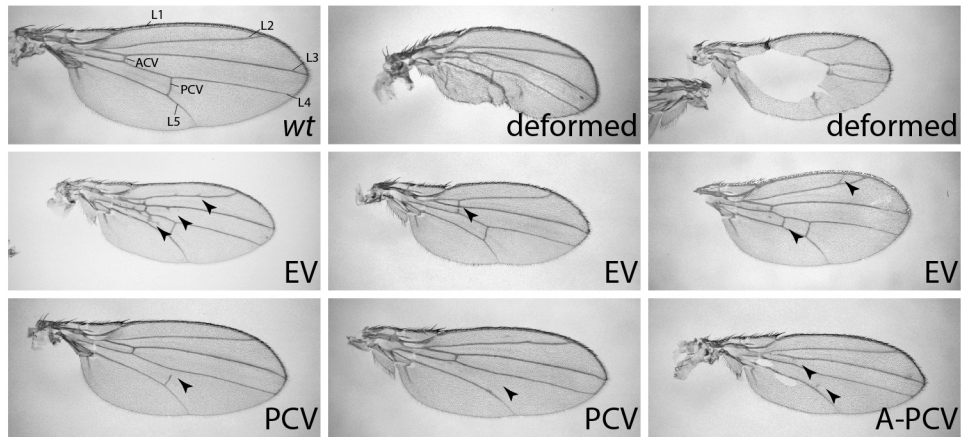 L1
L2
L3
ACV
PCV
L4
L5
wt
deformed
deformed
EV
EV
EV
PCV
PCV
A-PCV